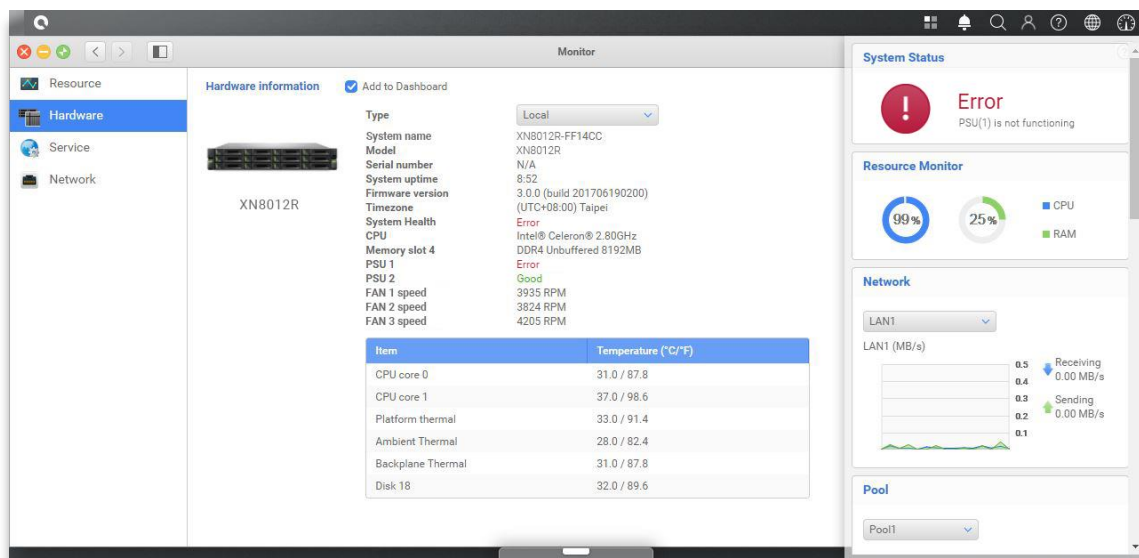 Monitor
Resource
Hardware
Service
Network
Hardware information
Add to Dashboard
XN8012R
Type Local
System name XN8012R-FF14CC
Model XN8012R
Serial number N/A
System uptime 8:52
Firmware version 3.0.0 (build 201706190200)
Timezone (UTC+08:00) Taipei
System Health Error
CPU Intel® Celeron® 2.80GHz
Memory slot 4 DDR4 Unbuffered 8192MB
PSU 1 Error
PSU 2 Good
FAN 1 speed 3935 RPM
FAN 2 speed 3824 RPM
FAN 3 speed 4205 RPM
Item Temperature (°C/°F)
CPU core 0 31.0 / 87.8
CPU core 1 37.0 / 98.6
Platform thermal 33.0 / 91.4
Ambient Thermal 28.0 / 82.4
Backplane Thermal 31.0 / 87.8
Disk 18 32.0 / 89.6
System Status
Error
PSU(1) is not functioning
Resource Monitor
99%
25%
CPU
RAM
Network
LAN1
LAN1 (MB/s)
0.5
0.4
0.3
0.2
0.1
Receiving
0.00 MB/s
Sending
0.00 MB/s
Pool
Pool1